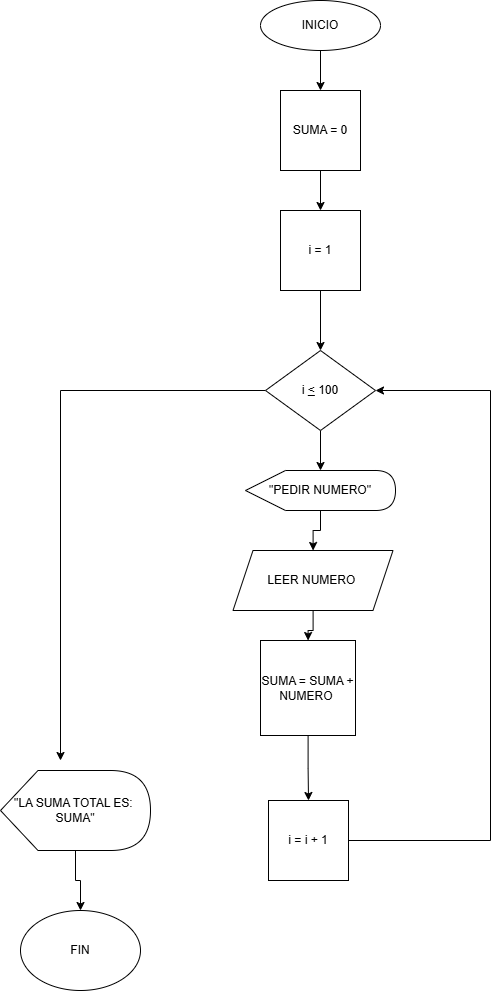 INICIO
SUMA = 0
i = 1
i ≤ 100
"PEDIR NUMERO"
LEER NUMERO
SUMA = SUMA +
NUMERO
"LA SUMA TOTAL ES:
SUMA"
i = i + 1
FIN